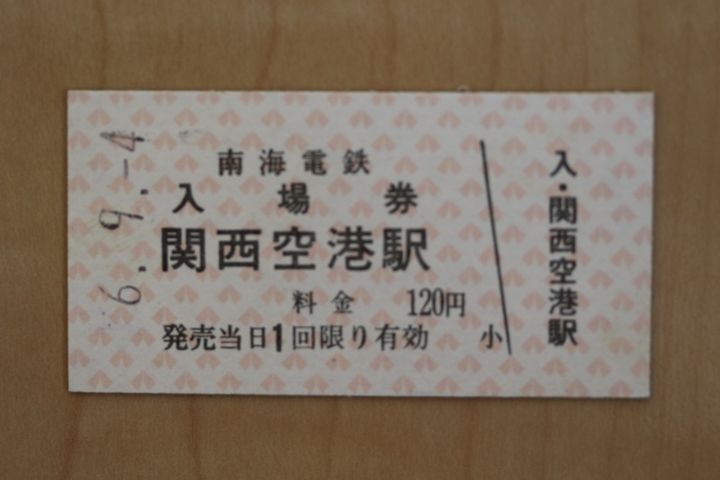 6.9.-4
南海電鉄
入場券
関西空港駅
料金 120円
発売当日1回限り有効 小
入・関西空港駅